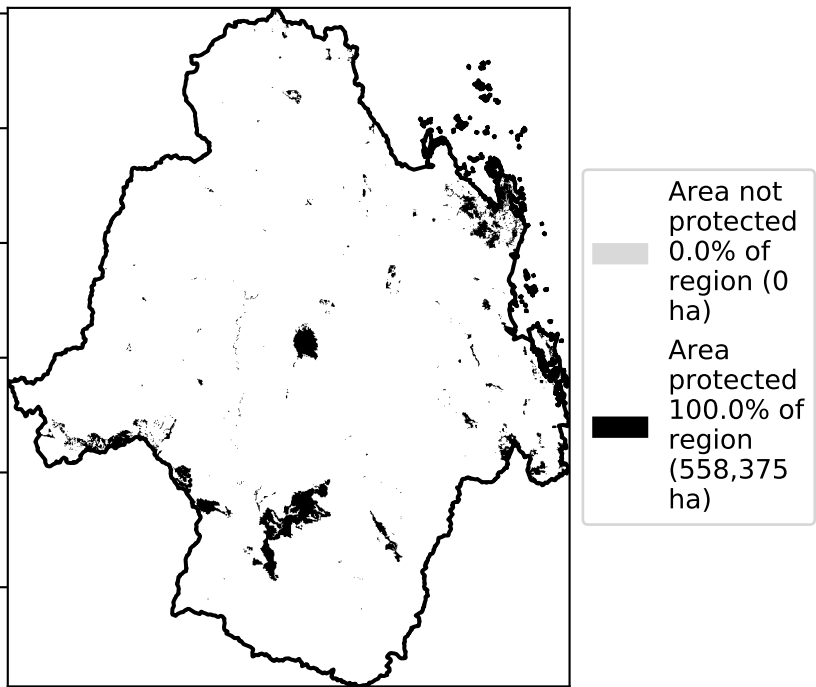 Area not
protected
0.0% of
region (0
ha)
Area
protected
100.0% of
region
(558,375
ha)